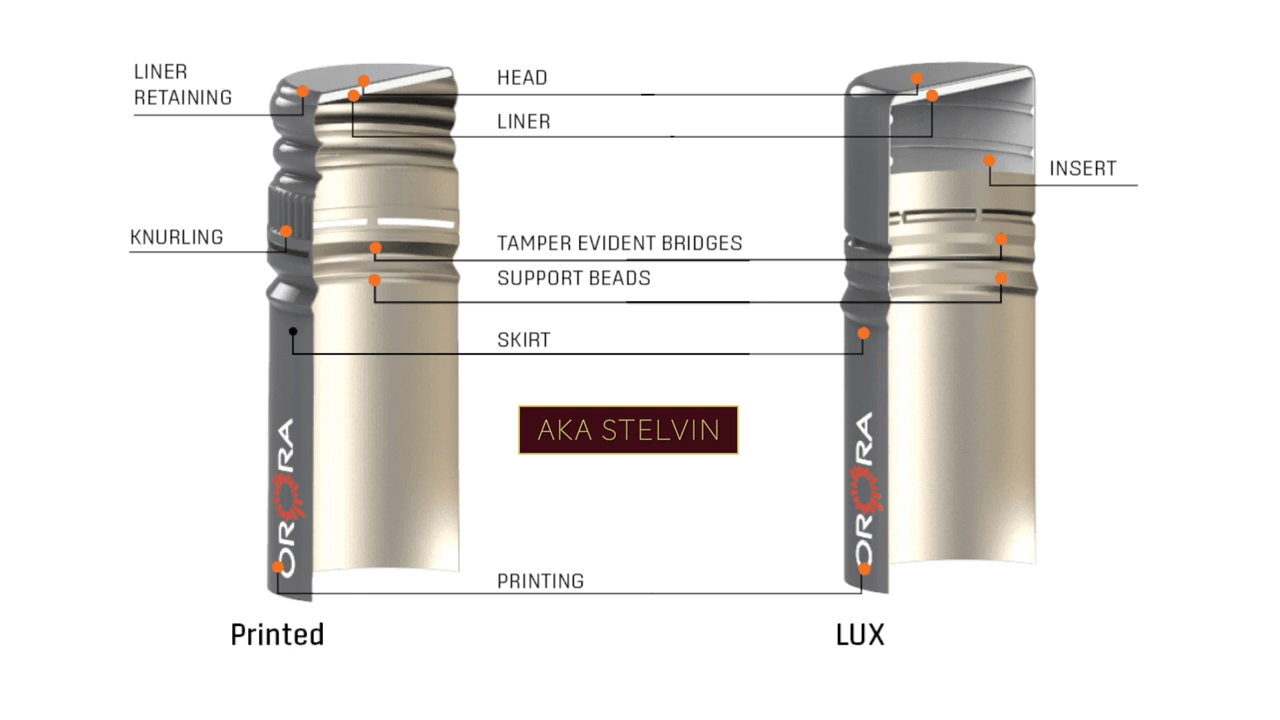 LINER
RETAINING
HEAD
LINER
INSERT
KNURLING
TAMPER EVIDENT BRIDGES
SUPPORT BEADS
SKIRT
AKA STELVIN
ORORA
ORORA
PRINTING
Printed
LUX